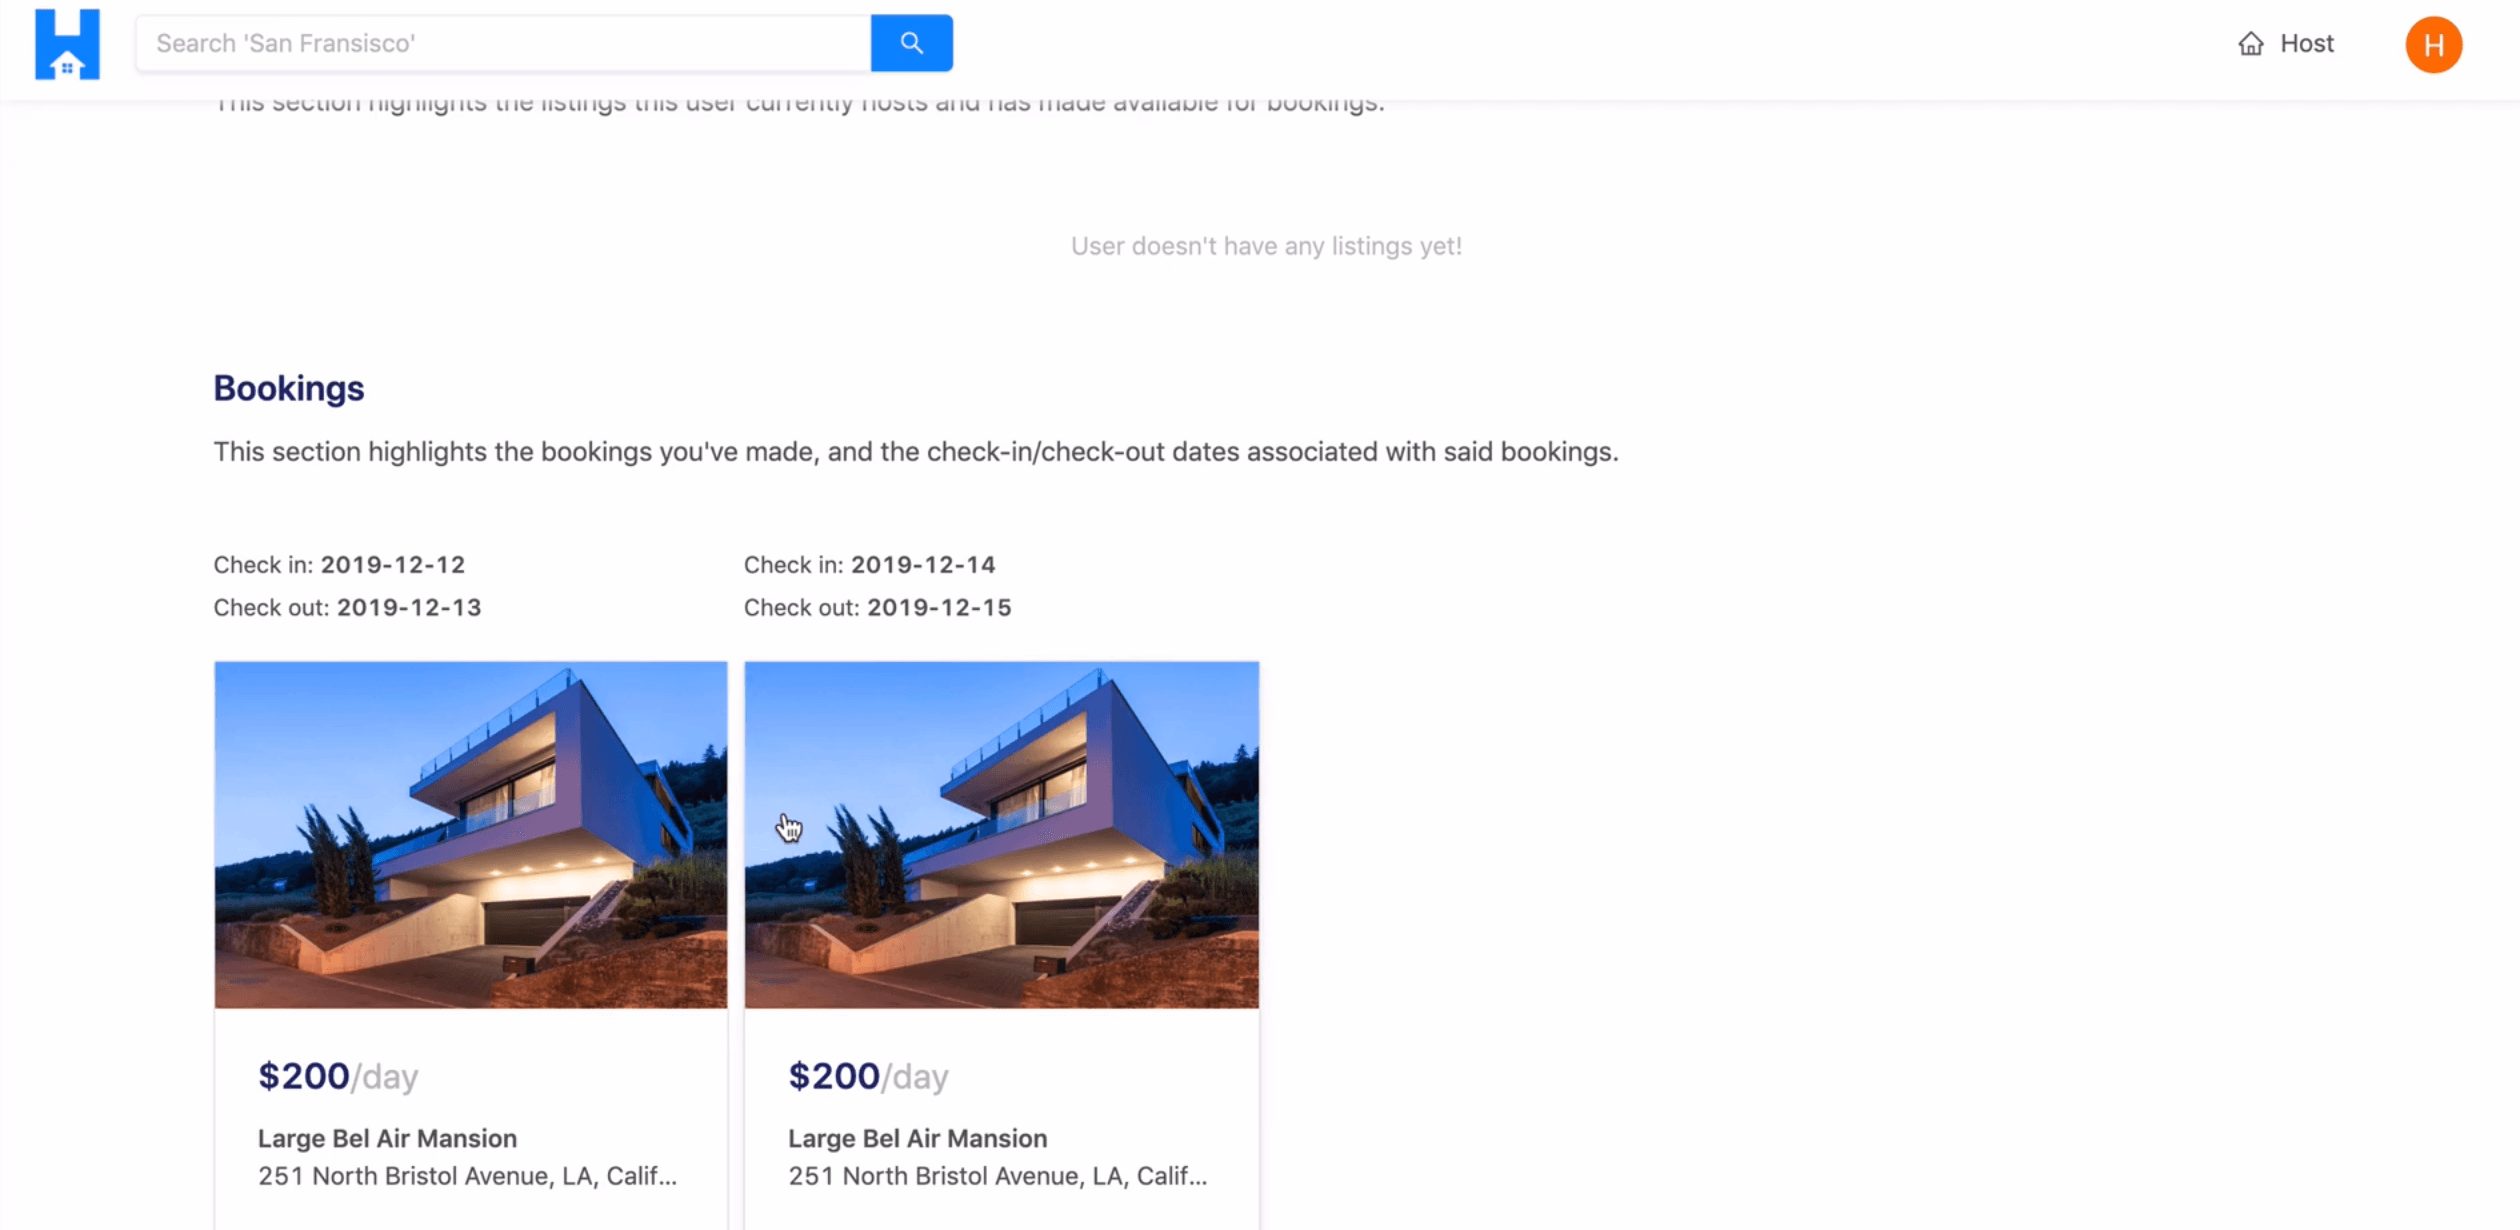 Search 'San Fransisco'
Host
H
This section highlights the listings this user currently hosts and has made available for bookings.
User doesn't have any listings yet!
Bookings
This section highlights the bookings you've made, and the check-in/check-out dates associated with said bookings.
Check in: 2019-12-12
Check out: 2019-12-13
Check in: 2019-12-14
Check out: 2019-12-15
$200/day
Large Bel Air Mansion
251 North Bristol Avenue, LA, Calif...
$200/day
Large Bel Air Mansion
251 North Bristol Avenue, LA, Calif...